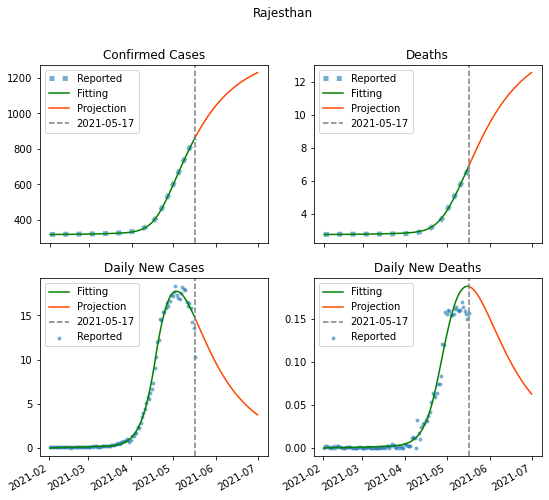 Rajesthan
Confirmed Cases
Reported
Fitting
Projection
2021-05-17
1200
1000
800
600
400
Deaths
Reported
Fitting
Projection
2021-05-17
12
10
8
6
4
Daily New Cases
Fitting
Projection
2021-05-17
Reported
15
10
5
0
2021-02
2021-03
2021-04
2021-05
2021-06
2021-07
Daily New Deaths
Fitting
Projection
2021-05-17
Reported
0.15
0.10
0.05
0.00
2021-02
2021-03
2021-04
2021-05
2021-06
2021-07